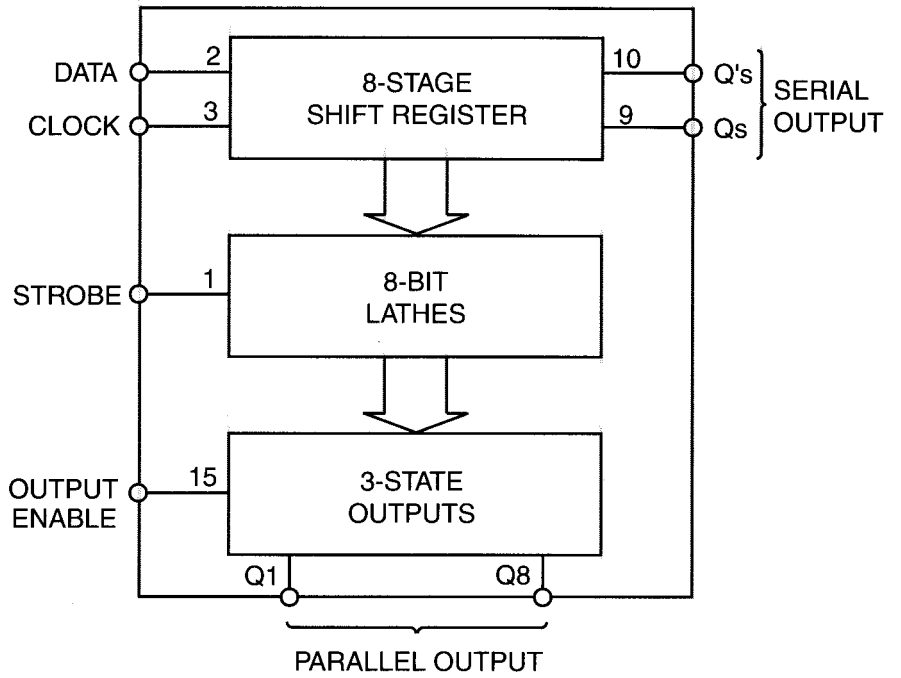 DATA
2
8-STAGE
SHIFT REGISTER
10
Q's
SERIAL
OUTPUT
CLOCK
3
9
Qs
STROBE
1
8-BIT
LATHES
OUTPUT
ENABLE
15
3-STATE
OUTPUTS
Q1
Q8
PARALLEL OUTPUT